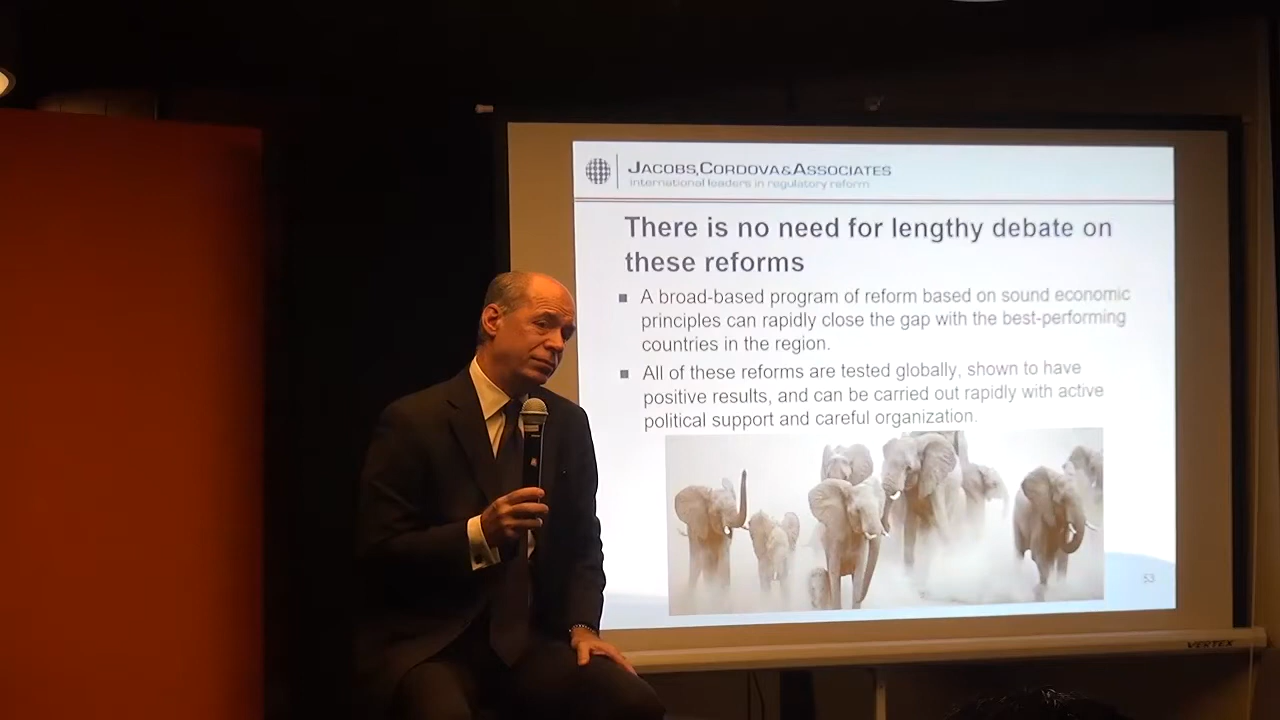 JACOBS, CORDOVA & ASSOCIATES
international leaders in regulatory reform
There is no need for lengthy debate on
these reforms
A broad-based program of reform based on sound economic
principles can rapidly close the gap with the best-performing
countries in the region.
All of these reforms are tested globally, shown to have
positive results, and can be carried out rapidly with active
political support and careful organization.
53
VERTEX